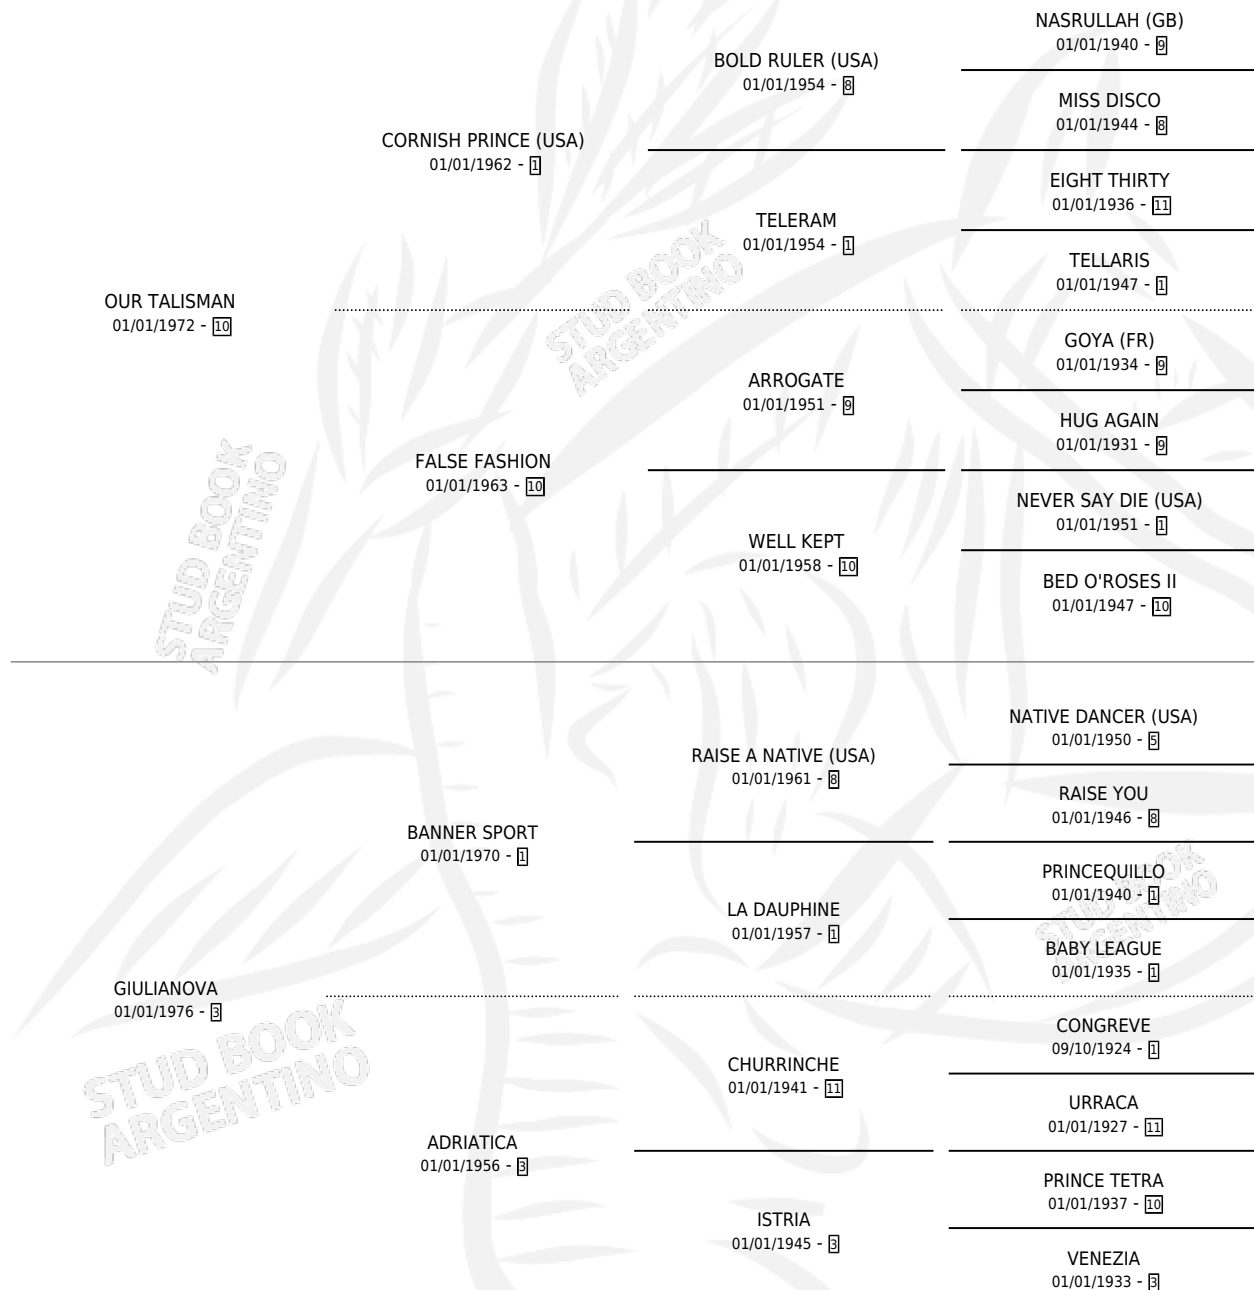 NASRULLAH (GB)
01/01/1940 - 9
BOLD RULER (USA)
01/01/1954 - 8
MISS DISCO
01/01/1944 - 8
CORNISH PRINCE (USA)
01/01/1962 - 1
EIGHT THIRTY
01/01/1936 - 11
TELERAM
01/01/1954 - 1
TELLARIS
01/01/1947 - 1
OUR TALISMAN
01/01/1972 - 10
GOYA (FR)
01/01/1934 - 9
ARROGATE
01/01/1951 - 9
HUG AGAIN
01/01/1931 - 9
FALSE FASHION
01/01/1963 - 10
NEVER SAY DIE (USA)
01/01/1951 - 1
WELL KEPT
01/01/1958 - 10
BED O'ROSES II
01/01/1947 - 10
NATIVE DANCER (USA)
01/01/1950 - 5
RAISE A NATIVE (USA)
01/01/1961 - 8
RAISE YOU
01/01/1946 - 8
BANNER SPORT
01/01/1970 - 1
PRINCEQUILLO
01/01/1940 - 1
LA DAUPHINE
01/01/1957 - 1
BABY LEAGUE
01/01/1935 - 1
GIULIANOVA
01/01/1976 - 3
CONGREVE
09/10/1924 - 1
CHURRINCHE
01/01/1941 - 11
URRACA
01/01/1927 - 11
ADRIATICA
01/01/1956 - 3
PRINCE TETRA
01/01/1937 - 10
ISTRIA
01/01/1945 - 3
VENEZIA
01/01/1933 - 3
STUD BOOK
ARGENTINO
STUD BOOK
ARGENTINO
STUD BOOK
ARGENTINO
STUD BOOK
ARGENTINO